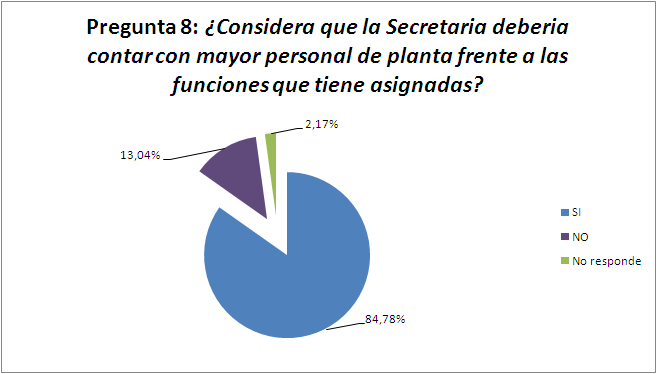 Pregunta 8: ¿Considera que la Secretaria deberia
contar con mayor personal de planta frente a las
funciones que tiene asignadas?
2,17%
13,04%
SI
NO
No responde
84,78%